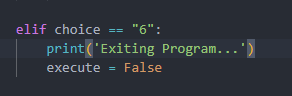 elif choice == "6":
print('Exiting Program...')
execute = False